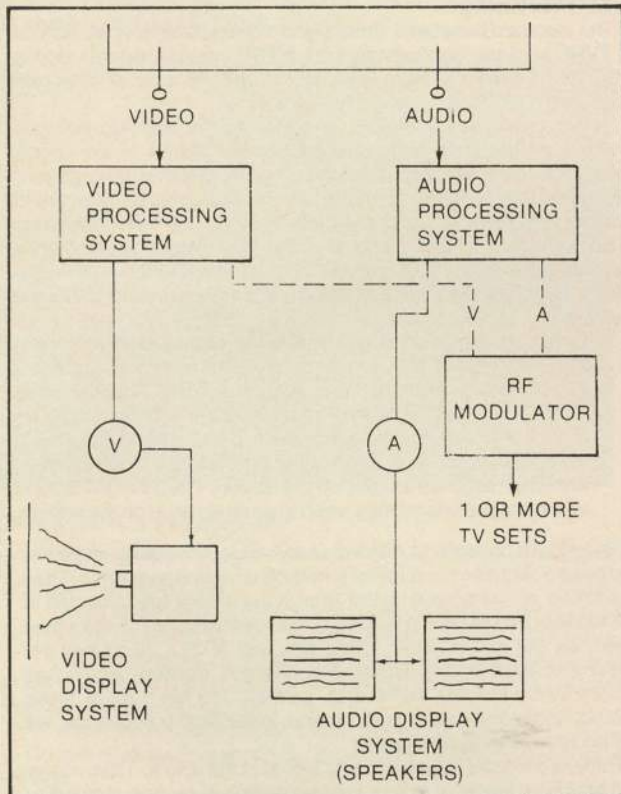 VIDEO
AUDIO
VIDEO
PROCESSING
SYSTEM
AUDIO
PROCESSING
SYSTEM
V
A
RF
MODULATOR
V
A
1 OR MORE
TV SETS
VIDEO
DISPLAY
SYSTEM
AUDIO DISPLAY
SYSTEM
(SPEAKERS)